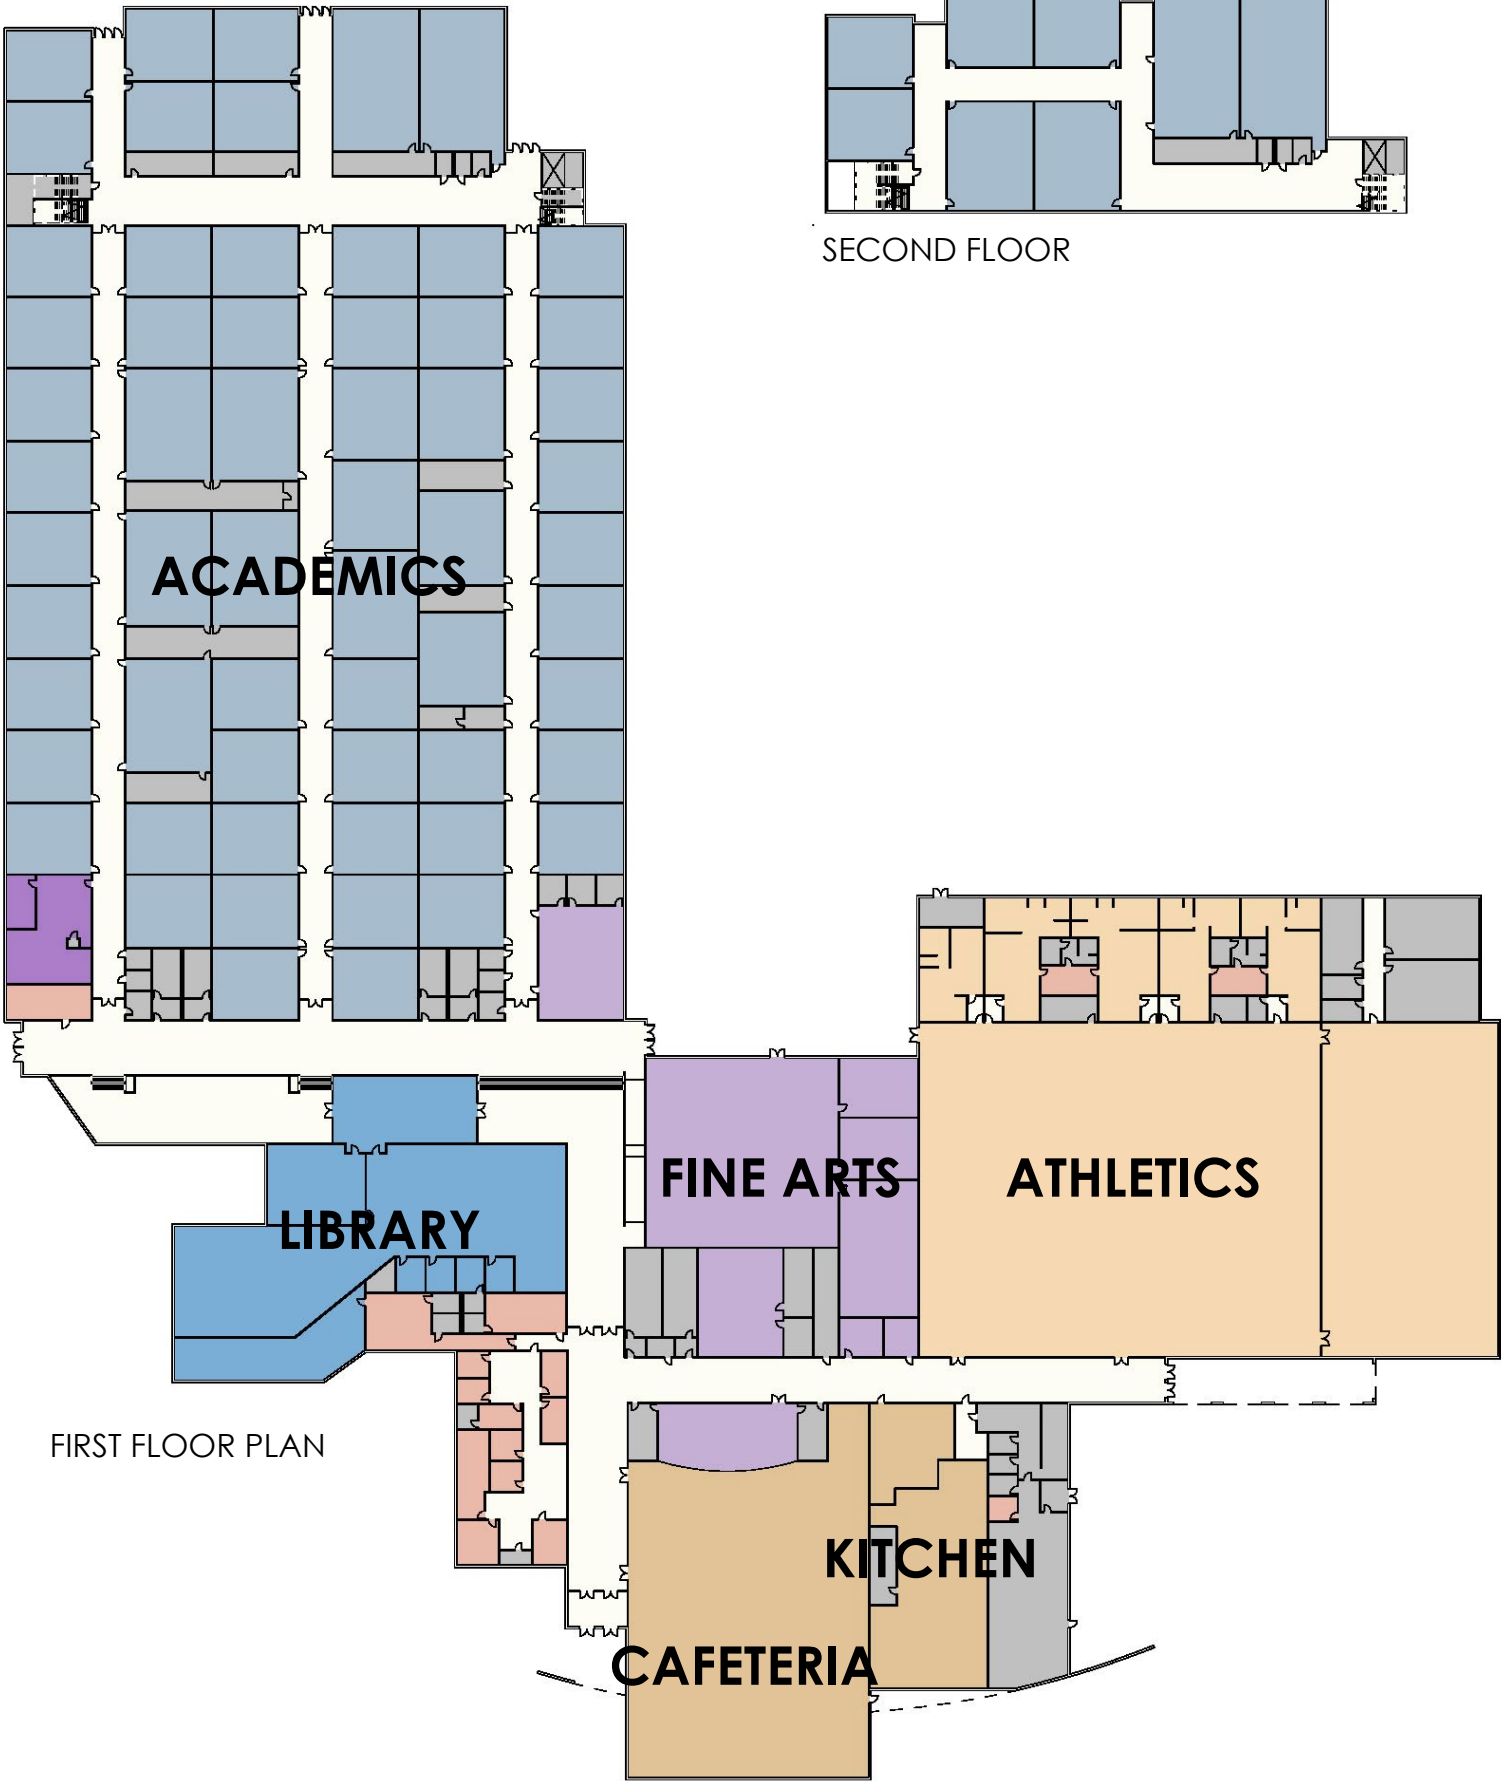 SECOND FLOOR
ACADEMICS
FINE ARTS
ATHLETICS
LIBRARY
FIRST FLOOR PLAN
KITCHEN
CAFETERIA